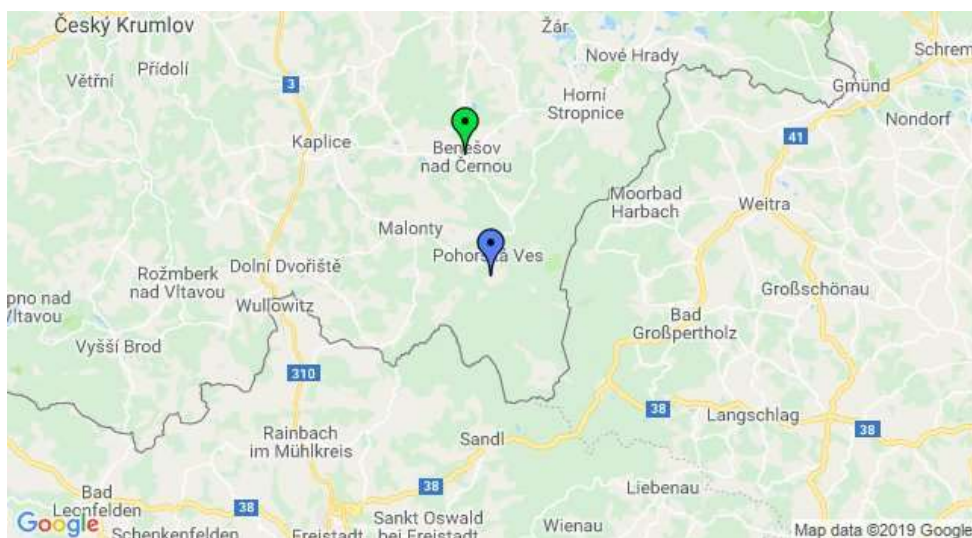 Český Krumlov
Žár
Nové Hrady
Schrem
Větřní
Přídolí
3
Gmünd
Horní
Stropnice
Nondorf
41
Kaplice
Benešov
nad Černou
Moorbad
Harbach
Weitra
Malonty
Pohorská Ves
Dolní Dvořiště
Rožmberk
nad Vltavou
Großschönau
pno nad
Vltavou
Wullowitz
Bad
Großpertholz
Vyšší Brod
310
38
Langschlag
38
Rainbach
im Mühlkreis
Sandl
Bad
Leonfelden
38
38
Liebenau
Google
Schenkenfelden
Freistadt
Sankt Oswald
bei Freistadt
Wienau
Map data ©2019 Google